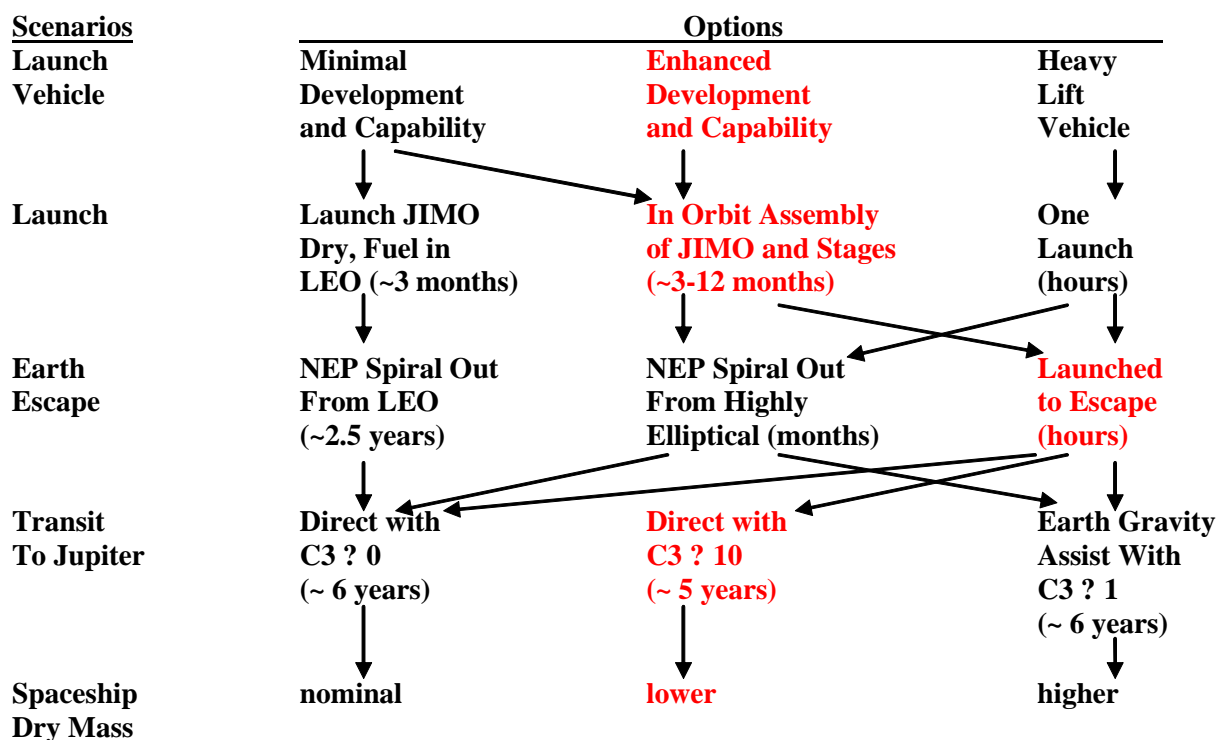 Scenarios Options
Launch Minimal Enhanced Heavy
Vehicle Development Development Lift
and Capability and Capability Vehicle
Launch Launch JIMO In Orbit Assembly One
Dry, Fuel in of JIMO and Stages Launch
LEO (~3 months) (~3-12 months) (hours)
Earth NEP Spiral Out NEP Spiral Out Launched
Escape From LEO From Highly to Escape
(~2.5 years) Elliptical (months) (hours)
Transit Direct with Direct with Earth Gravity
To Jupiter C3 ? 0 C3 ? 10 Assist With
(~ 6 years) (~ 5 years) C3 ? 1
(~ 6 years)
Spaceship nominal lower higher
Dry Mass